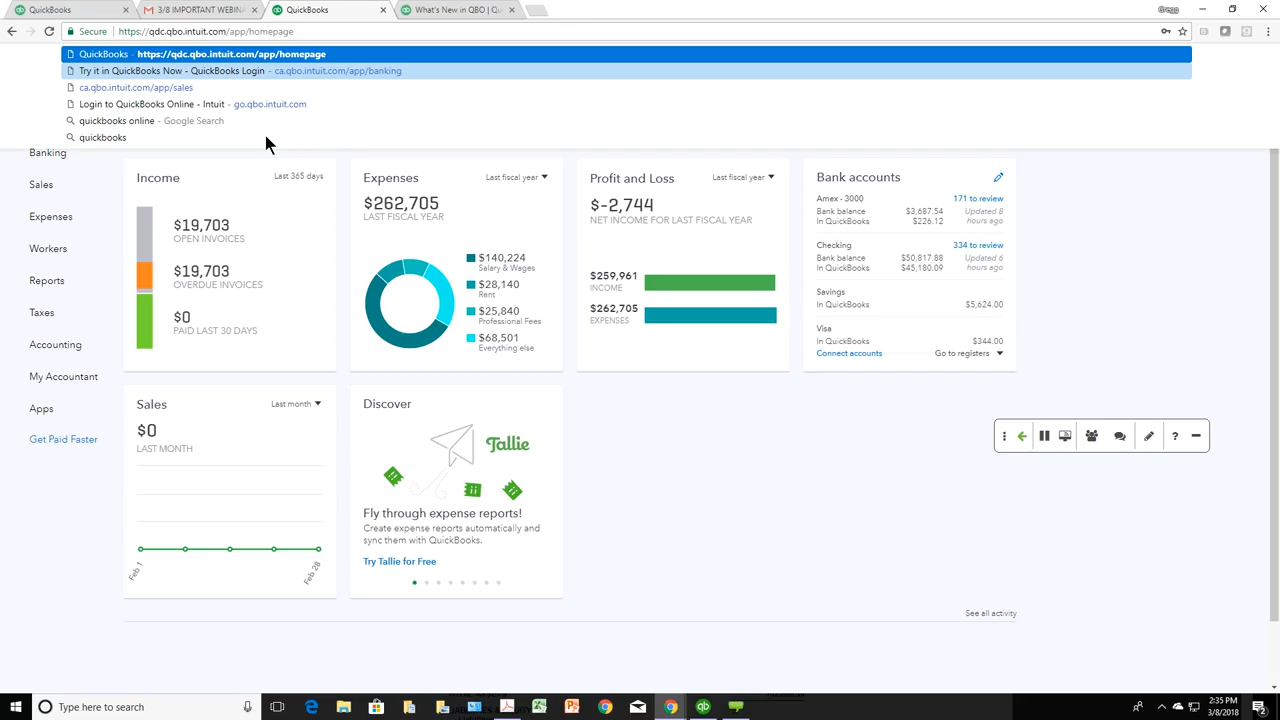 QuickBooks
3/8 IMPORTANT WEBINA
QuickBooks
What's New in QBO | Qu
Gregg
Secure
https://qdc.qbo.intuit.com/app/homepage
QuickBooks - https://qdc.qbo.intuit.com/app/homepage
Try it in QuickBooks Now - QuickBooks Login - ca.qbo.intuit.com/app/banking
ca.qbo.intuit.com/app/sales
Login to QuickBooks Online - Intuit - go.qbo.intuit.com
quickbooks online - Google Search
quickbooks
Banking
Sales
Expenses
Workers
Reports
Taxes
Accounting
My Accountant
Apps
Get Paid Faster
Income
Last 365 days
$19,703
OPEN INVOICES
$19,703
OVERDUE INVOICES
$0
PAID LAST 30 DAYS
Expenses
Last fiscal year
$262,705
LAST FISCAL YEAR
$140,224
Salary & Wages
$28,140
Rent
$25,840
Professional Fees
$68,501
Everything else
Profit and Loss
Last fiscal year
$-2,744
NET INCOME FOR LAST FISCAL YEAR
$259,961
INCOME
$262,705
EXPENSES
Bank accounts
Amex - 3000
171 to review
Bank balance $3,687.54 Updated 8
In QuickBooks $226.12 hours ago
Checking
334 to review
Bank balance $50,817.88 Updated 6
In QuickBooks $45,180.09 hours ago
Savings
In QuickBooks $5,624.00
Visa
In QuickBooks $344.00
Connect accounts
Go to registers
Sales
Last month
$0
LAST MONTH
Feb 1
Feb 28
Discover
Tallie
Fly through expense reports!
Create expense reports automatically and
sync them with QuickBooks.
Try Tallie for Free
?
See all activity
Type here to search
2:35 PM
3/8/2018
2